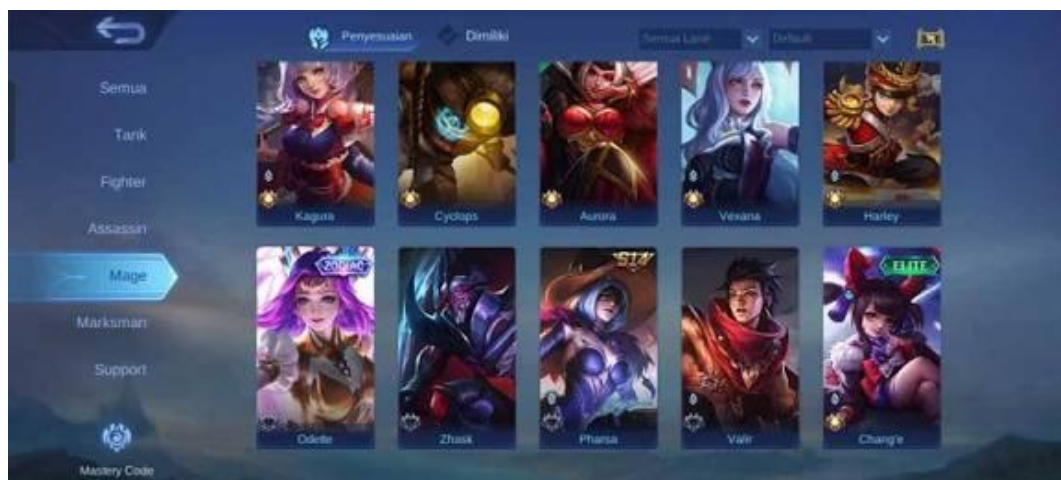 Penyesuaian
Dimiliki
Semua Lane
Default
Semua
Tank
Fighter
Assassin
Mage
Marksman
Support
Mastery Code
Kagura
Cyclops
Aurora
Vexana
Harley
ZODIAC
ELITE
Odette
Zhask
Pharsa
Valir
Chang'e